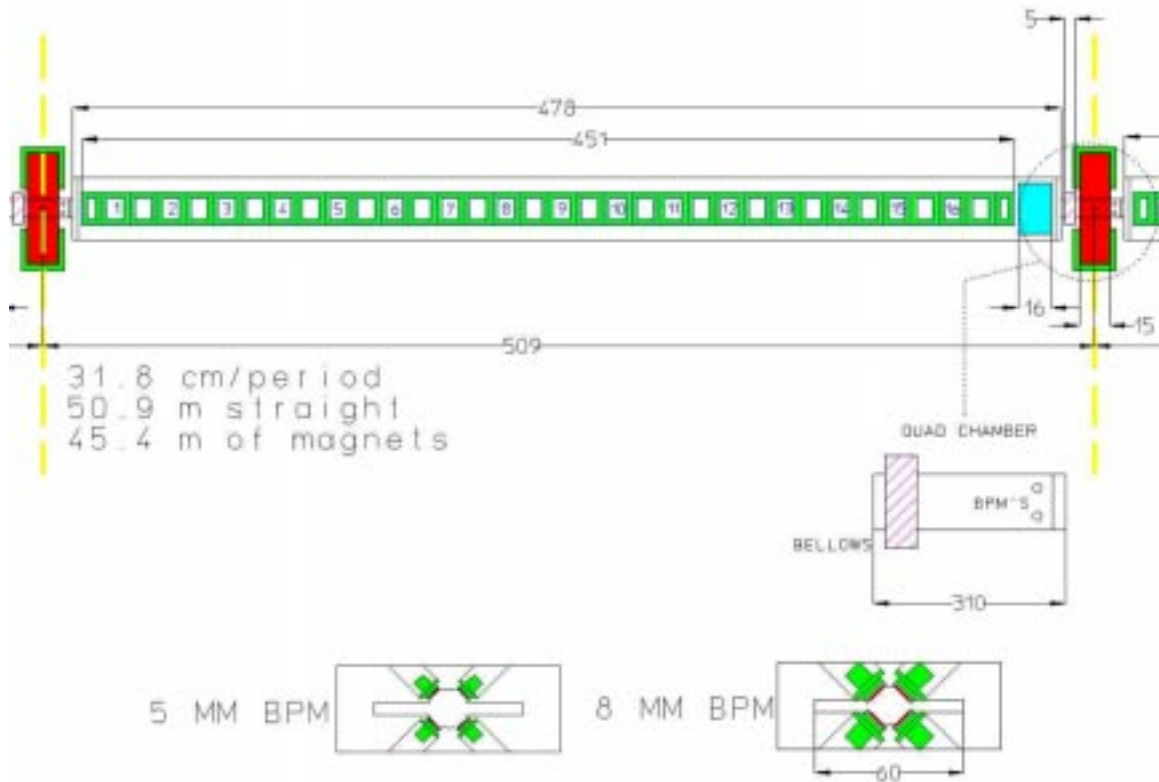 5
478
451
1 2 3 4 5 6 7 8 9 10 11 12 13 14 15 16
16
15
509
31.8 cm/period
50.9 m straight
45.4 m of magnets
QUAD CHAMBER
BPM'S
BELLOWS
310
5 MM BPM
8 MM BPM
60